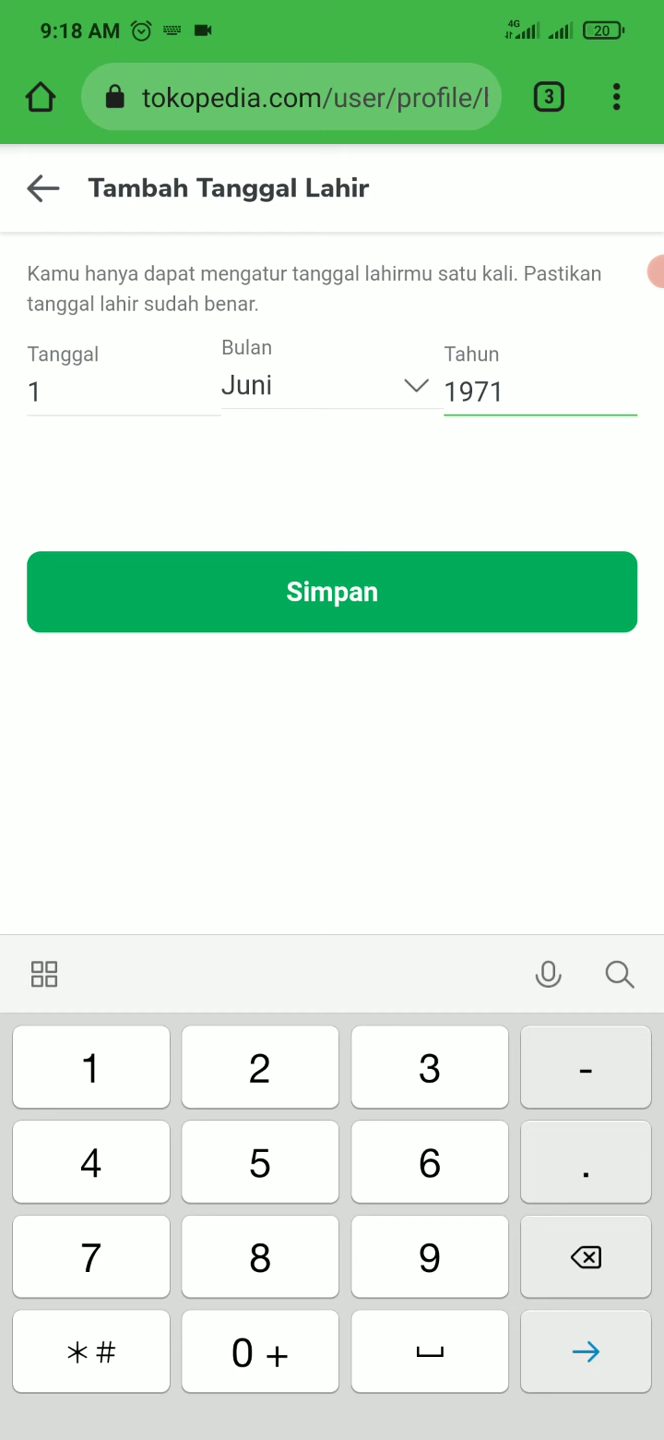 9:18 AM 4G 20
tokopedia.com/user/profile/b 3
Tambah Tanggal Lahir
Kamu hanya dapat mengatur tanggal lahirmu satu kali. Pastikan
tanggal lahir sudah benar.
Tanggal Bulan Tahun
1 Juni 1971
Simpan
1 2 3 -
4 5 6 .
7 8 9
*# 0 +